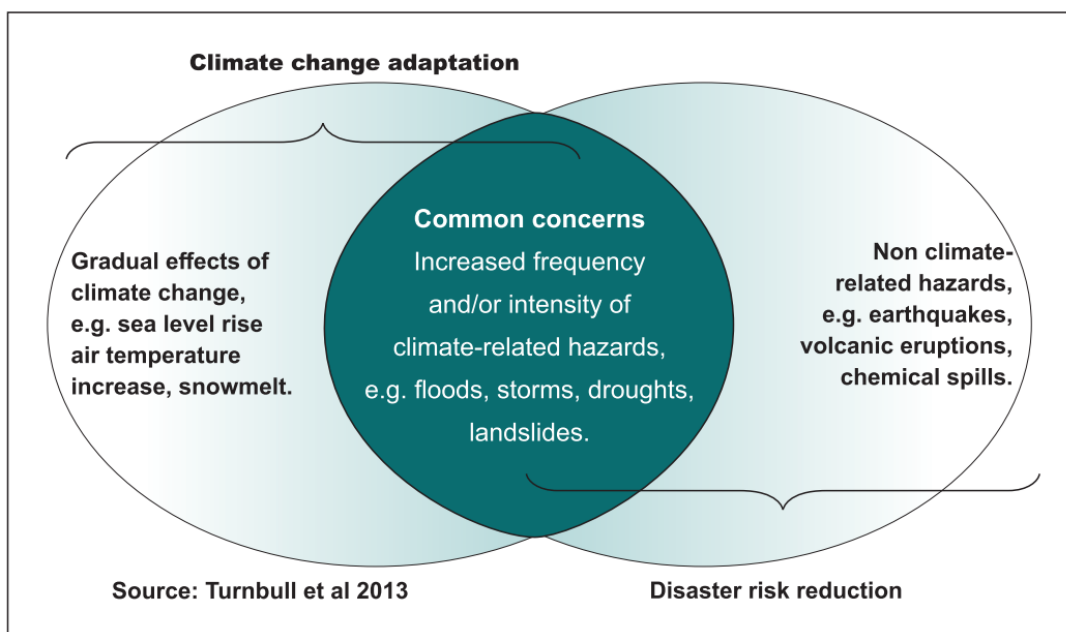 Climate change adaptation
Gradual effects of
climate change,
e.g. sea level rise
air temperature
increase, snowmelt.
Common concerns
Increased frequency
and/or intensity of
climate-related hazards,
e.g. floods, storms, droughts,
landslides.
Non climate-
related hazards,
e.g. earthquakes,
volcanic eruptions,
chemical spills.
Source: Turnbull et al 2013
Disaster risk reduction